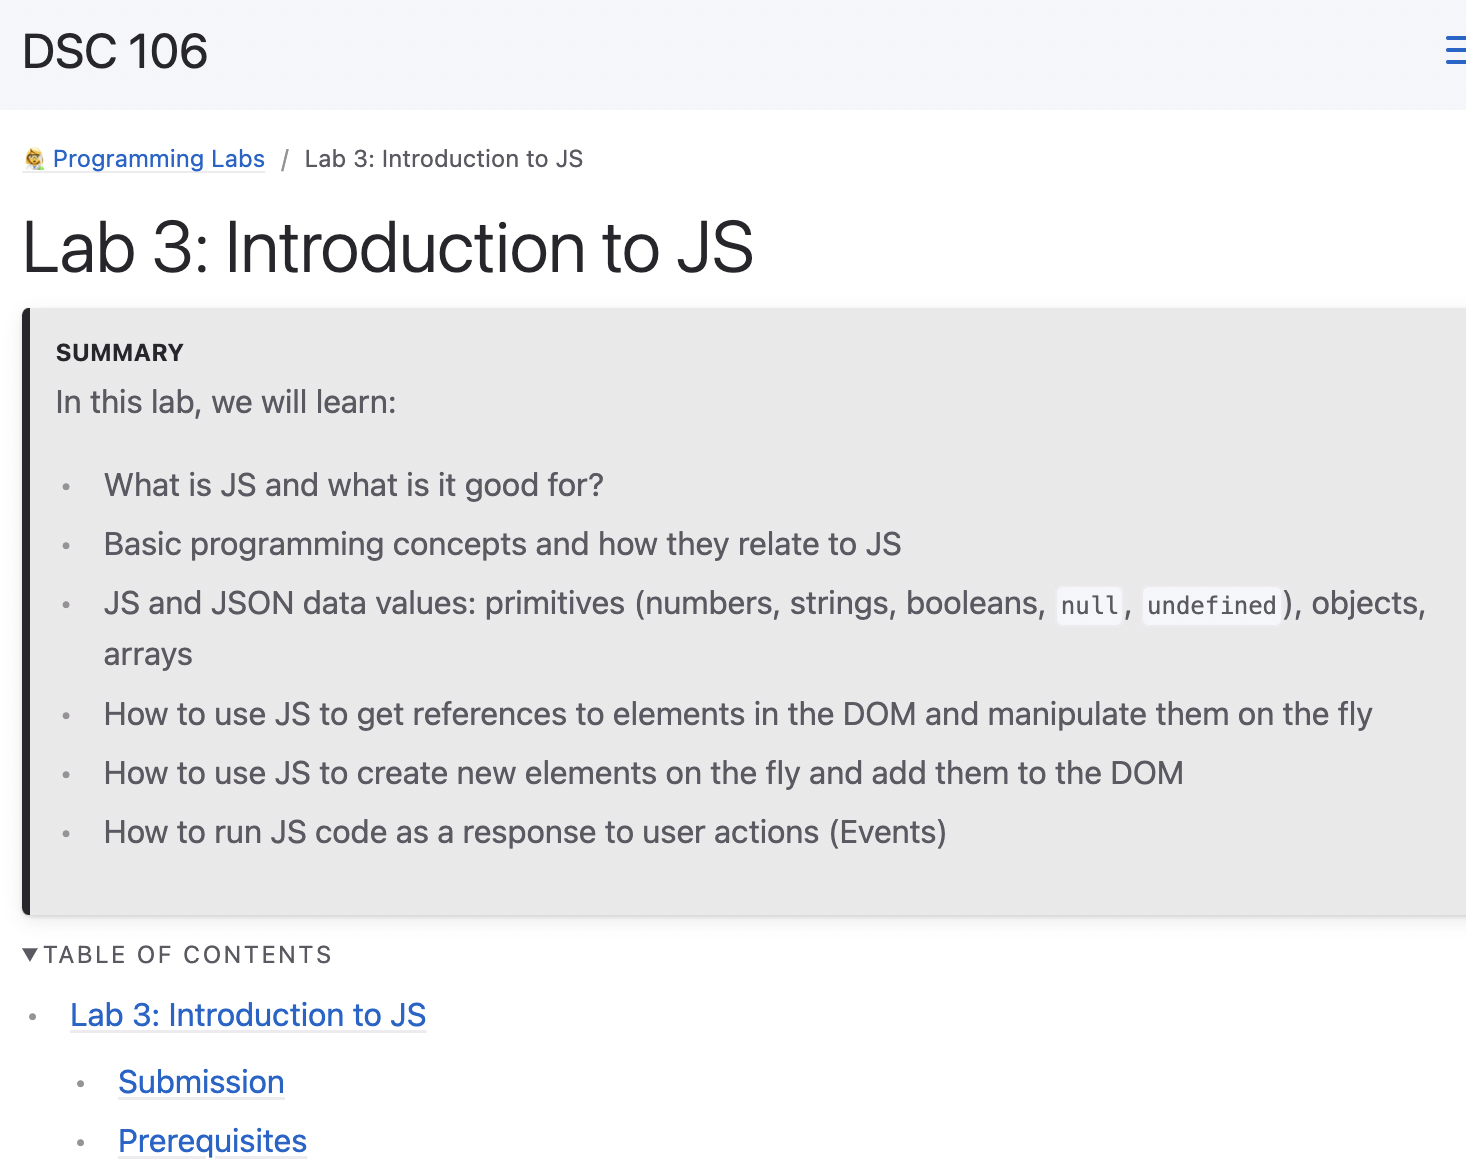 DSC 106
Programming Labs / Lab 3: Introduction to JS
Lab 3: Introduction to JS
SUMMARY
In this lab, we will learn:
• What is JS and what is it good for?
• Basic programming concepts and how they relate to JS
• JS and JSON data values: primitives (numbers, strings, booleans, null, undefined), objects,
arrays
• How to use JS to get references to elements in the DOM and manipulate them on the fly
• How to use JS to create new elements on the fly and add them to the DOM
• How to run JS code as a response to user actions (Events)
▼TABLE OF CONTENTS
• Lab 3: Introduction to JS
• Submission
• Prerequisites